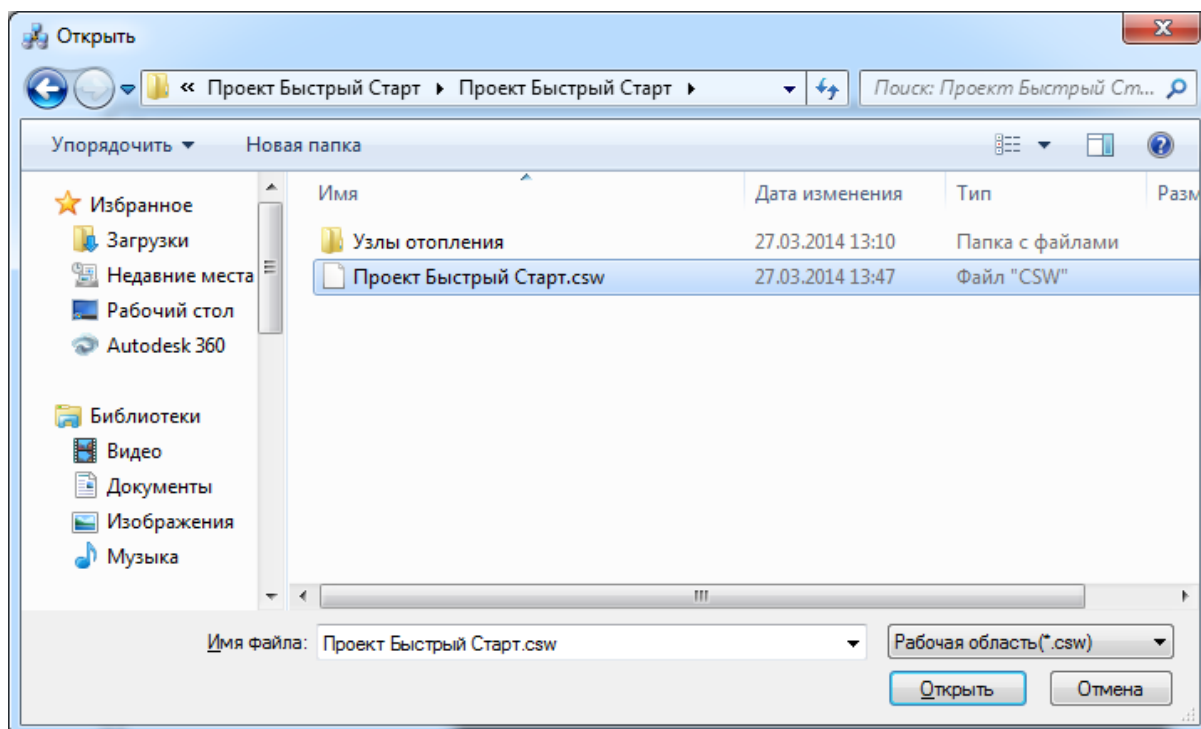 Открыть
« Проект Быстрый Старт ▸ Проект Быстрый Старт ▸ Поиск: Проект Быстрый Ст...
Упорядочить Новая папка
Имя Дата изменения Тип Разм
Избранное
Загрузки
Недавние места
Рабочий стол
Autodesk 360
Библиотеки
Видео
Документы
Изображения
Музыка
Узлы отопления 27.03.2014 13:10 Папка с файлами
Проект Быстрый Старт.csw 27.03.2014 13:47 Файл "CSW"
Имя файла: Проект Быстрый Старт.csw Рабочая область(*.csw)
Открыть Отмена